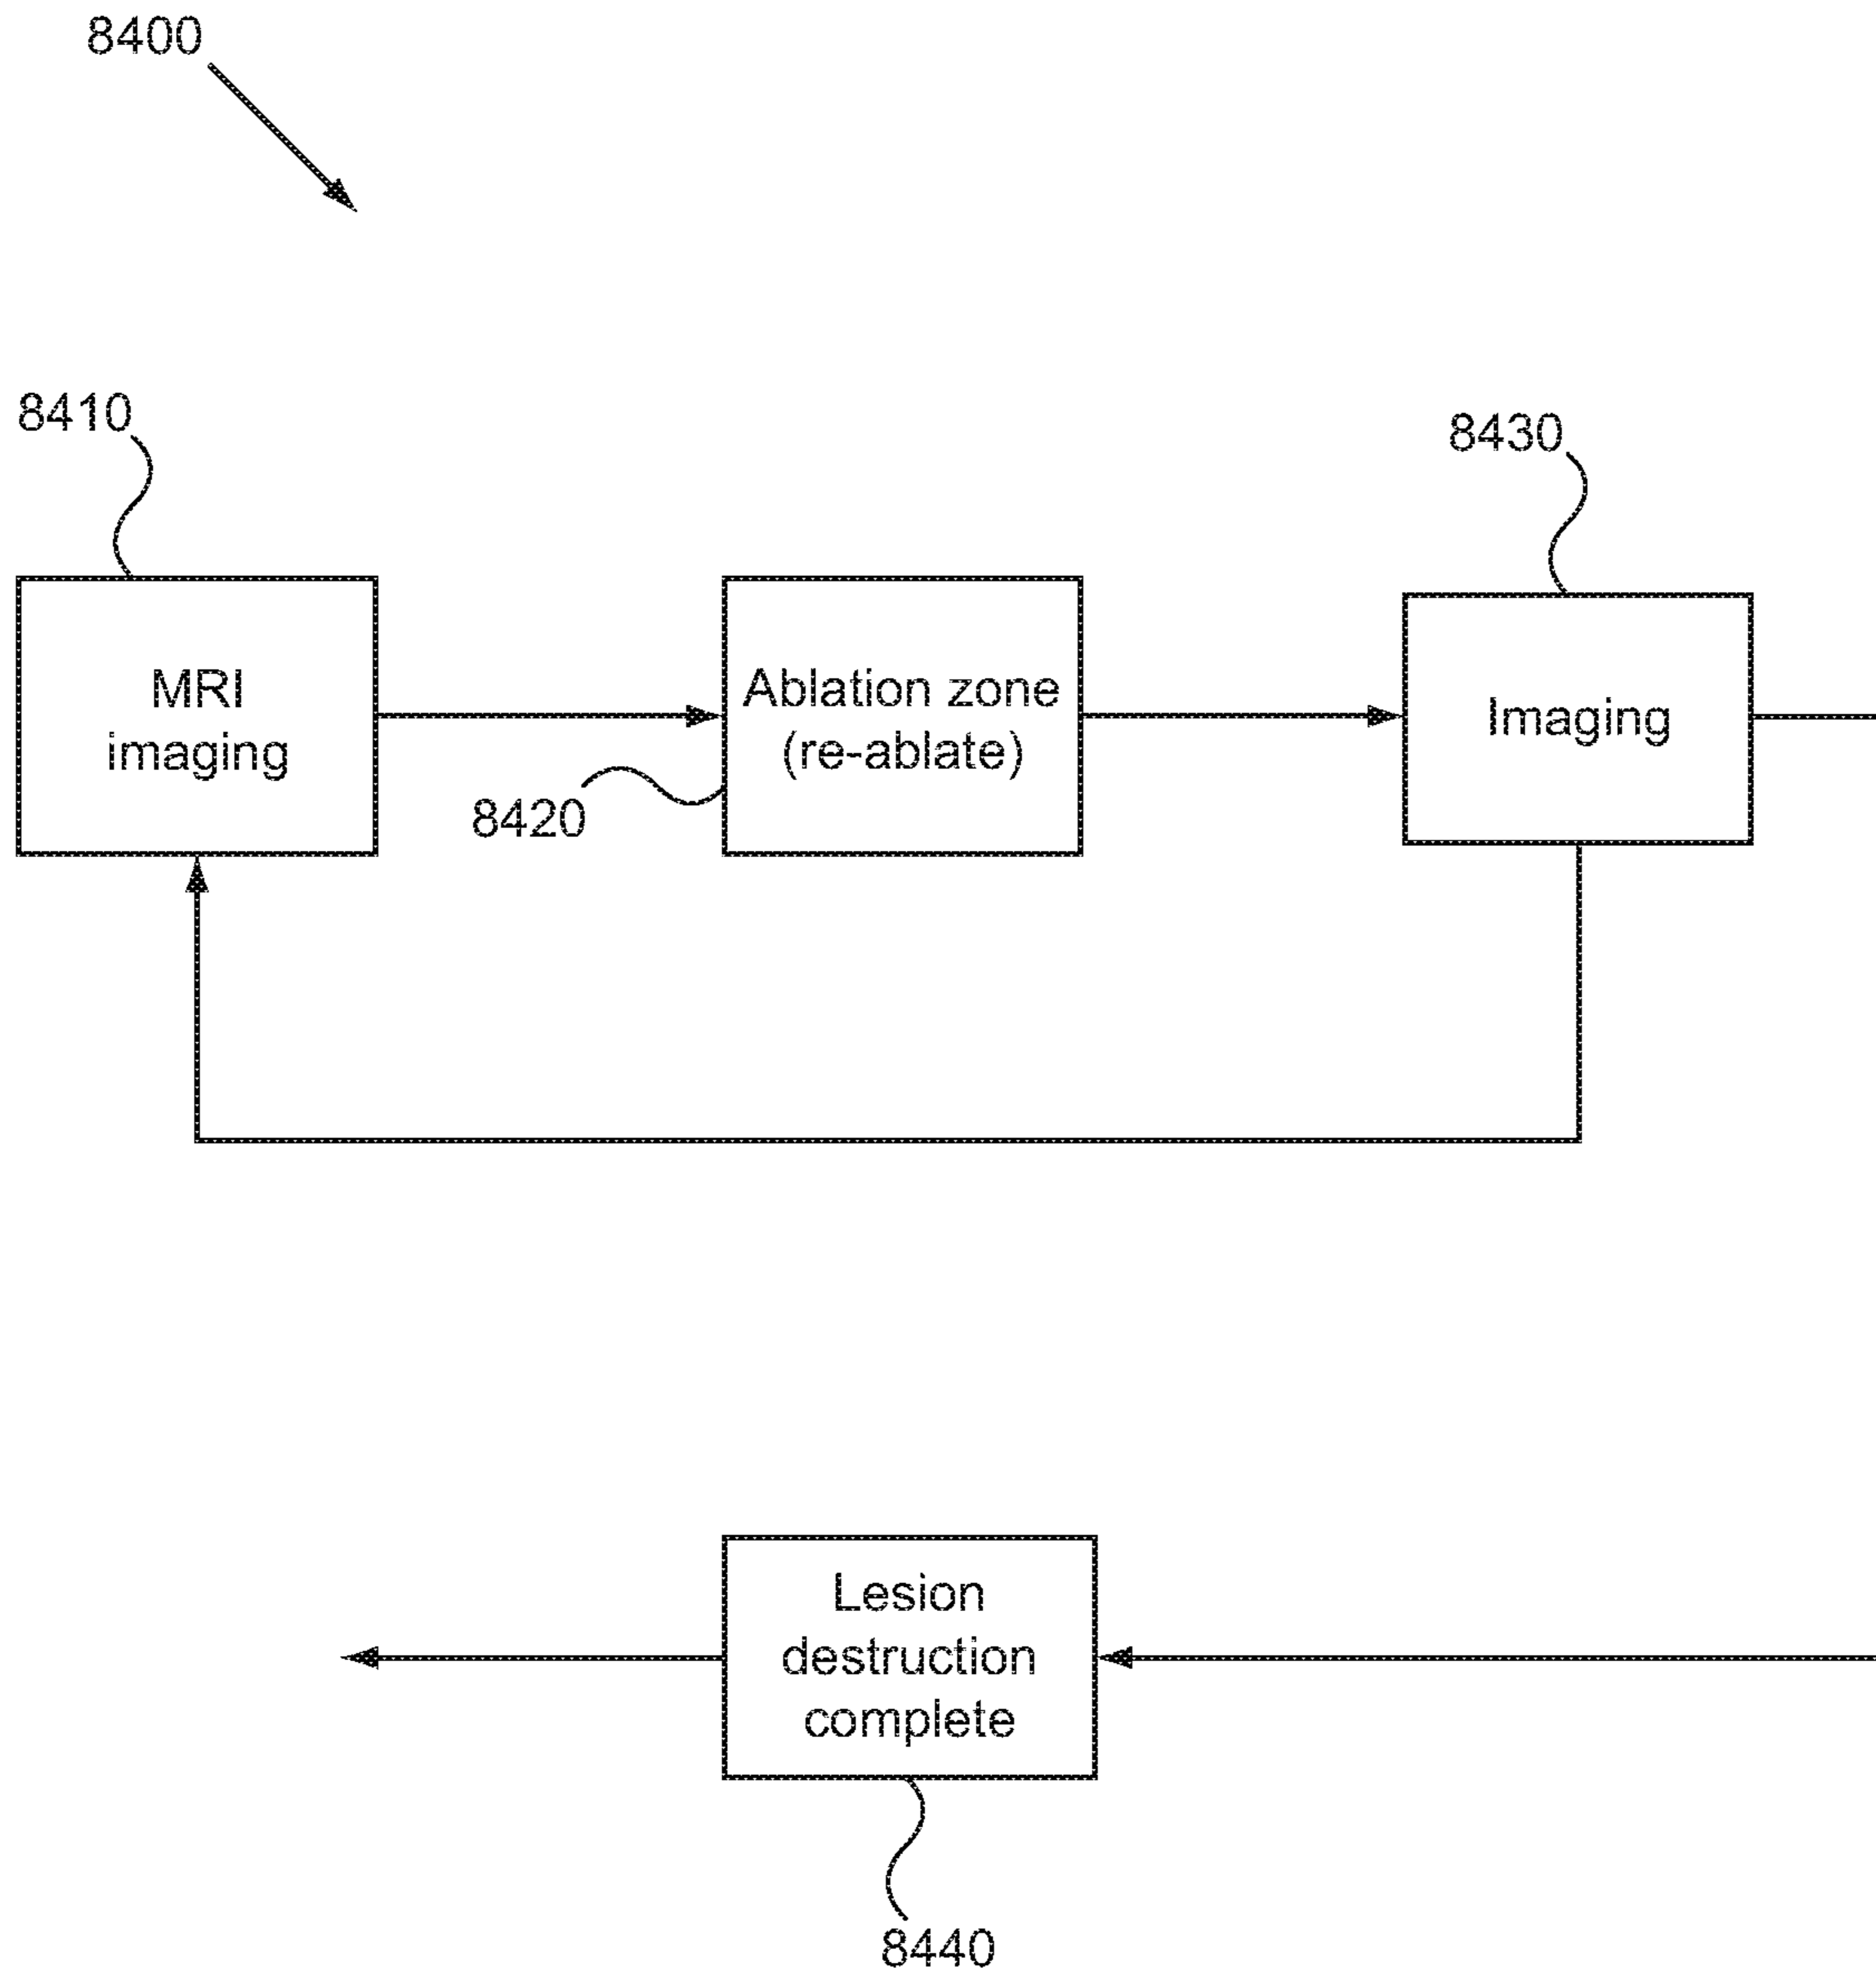 8400
8410
8430
MRI
imaging
Ablation zone
(re-ablate)
Imaging
8420
Lesion
destruction
complete
8440